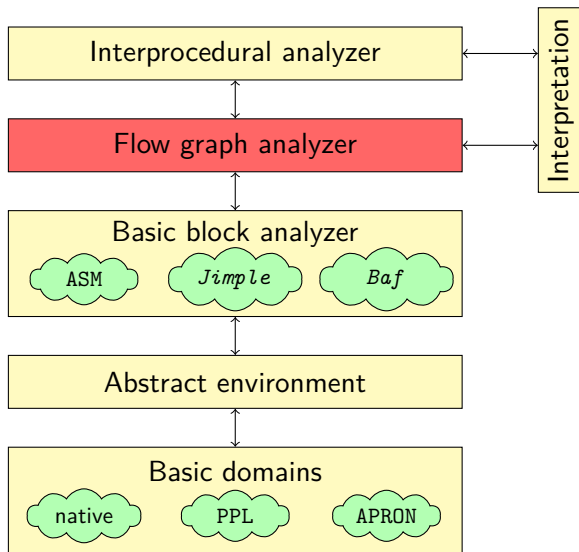 Interprocedural analyzer
Interpretation
Flow graph analyzer
Basic block analyzer
ASM Jimple Baf
Abstract environment
Basic domains
native PPL APRON